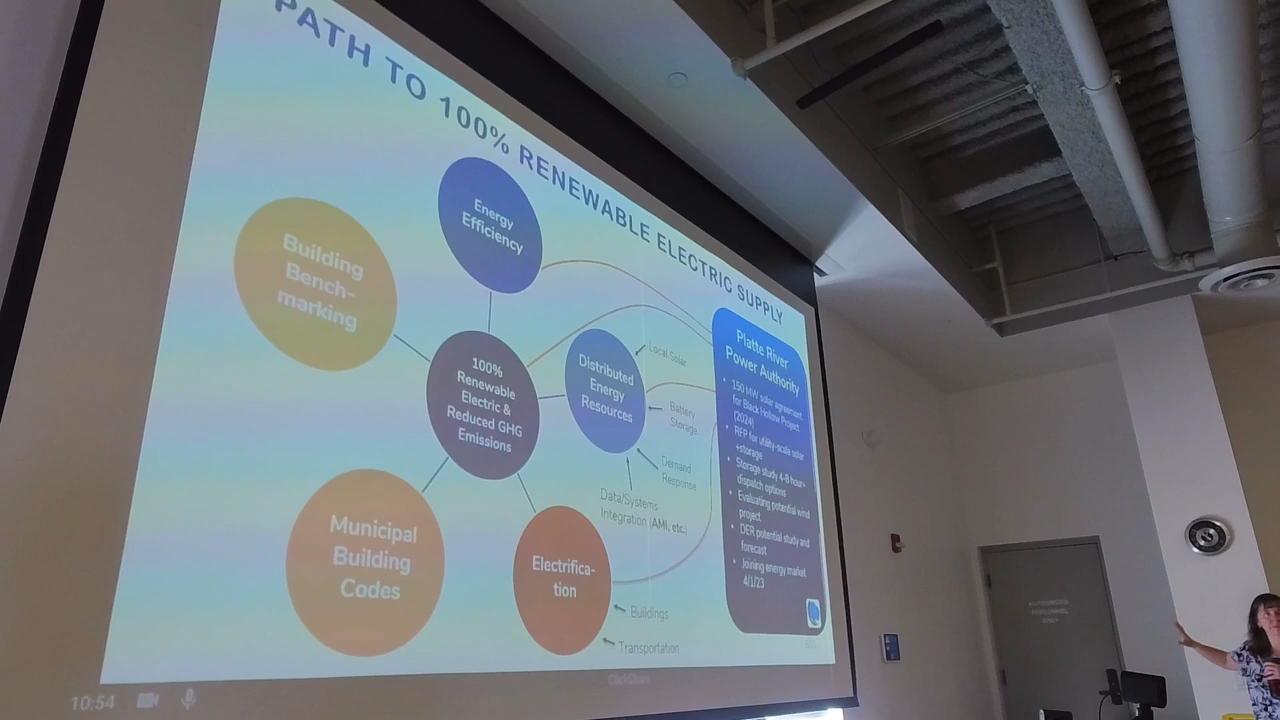 PATH TO 100% RENEWABLE ELECTRIC SUPPLY
Energy
Efficiency
Building
Bench-
marking
100%
Renewable
Electric &
Reduced GHG
Emissions
Distributed
Energy
Resources
Local Solar
Battery
Storage
Demand
Response
Data/Systems
Integration (AMI, etc.)
Municipal
Building
Codes
Electrifica-
tion
Buildings
Transportation
Platte River
Power Authority
• 150 MW solar agreement
for Black Hollow Project
(2024)
• RFP for utility-scale solar
+storage
• Storage study 4-8 hour+
dispatch options
• Evaluating potential wind
project
• DER potential study and
forecast
• Joining energy market
4/1/23
10:54
ClickShare
AUTHORIZED
PERSONNEL
ONLY